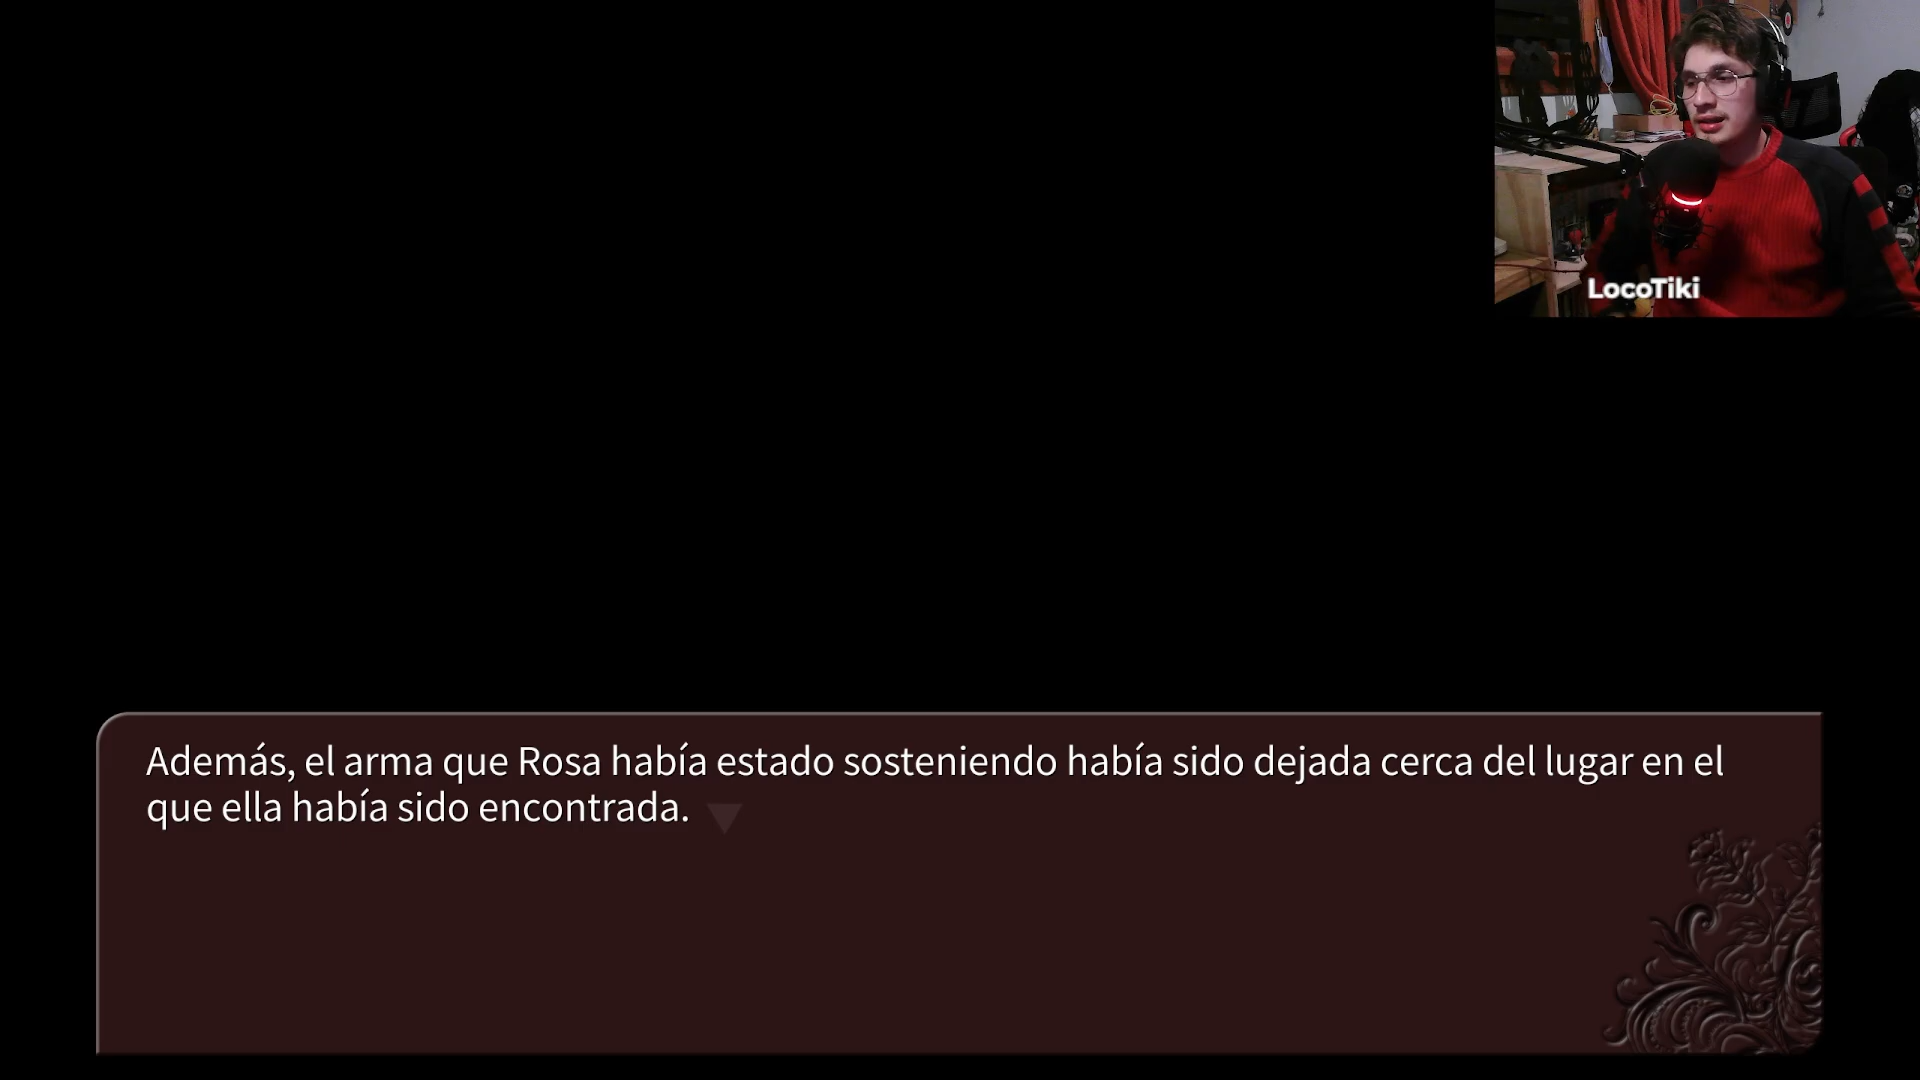 LocoTiki
Además, el arma que Rosa había estado sosteniendo había sido dejada cerca del lugar en el
que ella había sido encontrada.